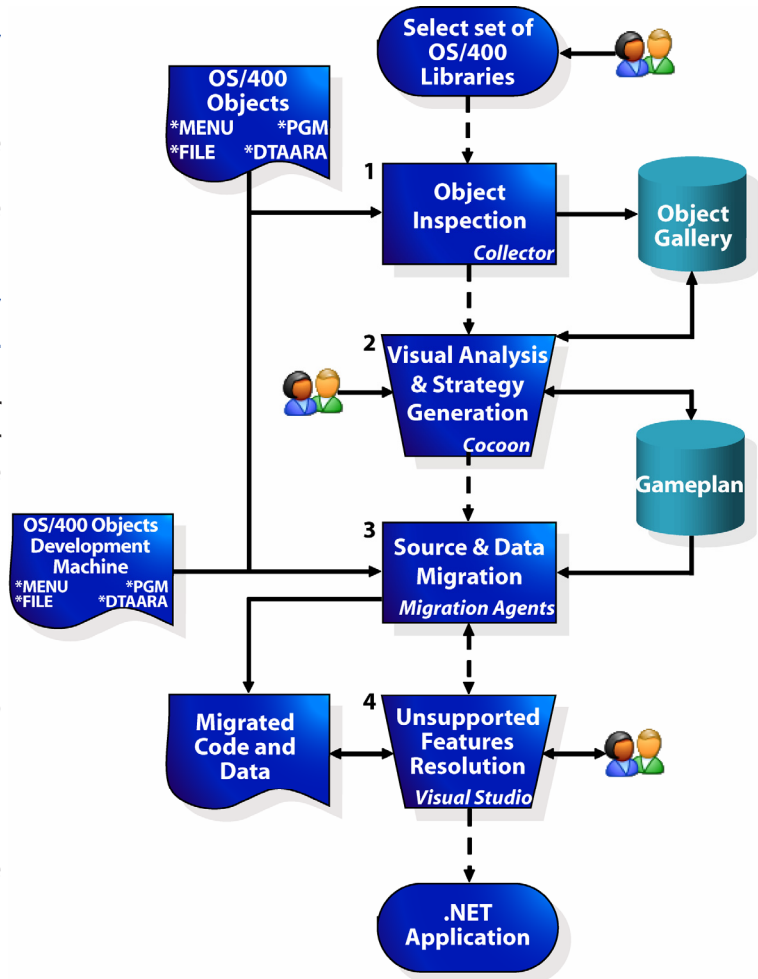 Select set of
OS/400
Libraries
OS/400
Objects
*MENU *PGM
*FILE *DTAARA
1
Object
Inspection
Collector
Object
Gallery
2
Visual Analysis
& Strategy
Generation
Cocoon
Gameplan
OS/400 Objects
Development
Machine
*MENU *PGM
*FILE *DTAARA
3
Source & Data
Migration
Migration Agents
Migrated
Code and
Data
4
Unsupported
Features
Resolution
Visual Studio
.NET
Application